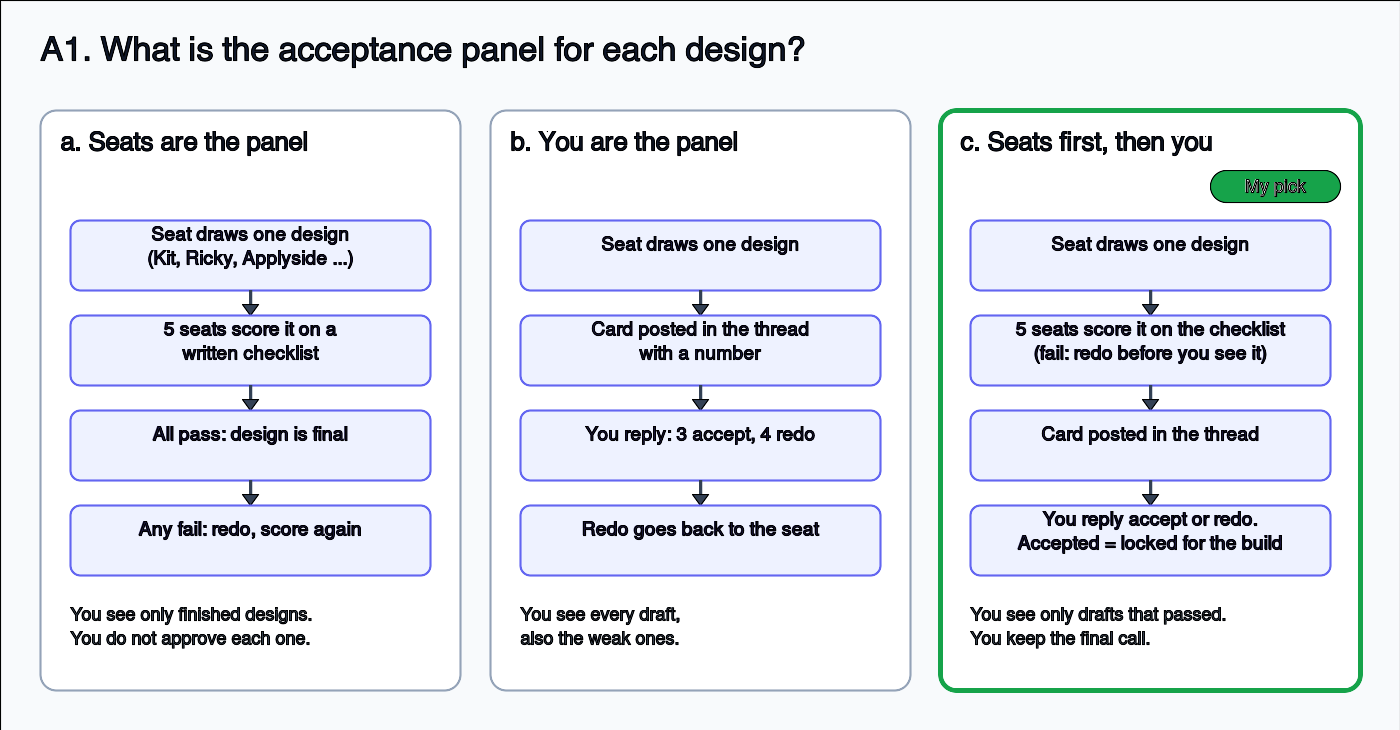 A1. What is the acceptance panel for each design?
a. Seats are the panel
Seat draws one design
(Kit, Ricky, Applyside ...)
5 seats score it on a
written checklist
All pass: design is final
Any fail: redo, score again
You see only finished designs.
You do not approve each one.
b. You are the panel
Seat draws one design
Card posted in the thread
with a number
You reply: 3 accept, 4 redo
Redo goes back to the seat
You see every draft,
also the weak ones.
c. Seats first, then you
My pick
Seat draws one design
5 seats score it on the checklist
(fail: redo before you see it)
Card posted in the thread
You reply accept or redo.
Accepted = locked for the build
You see only drafts that passed.
You keep the final call.